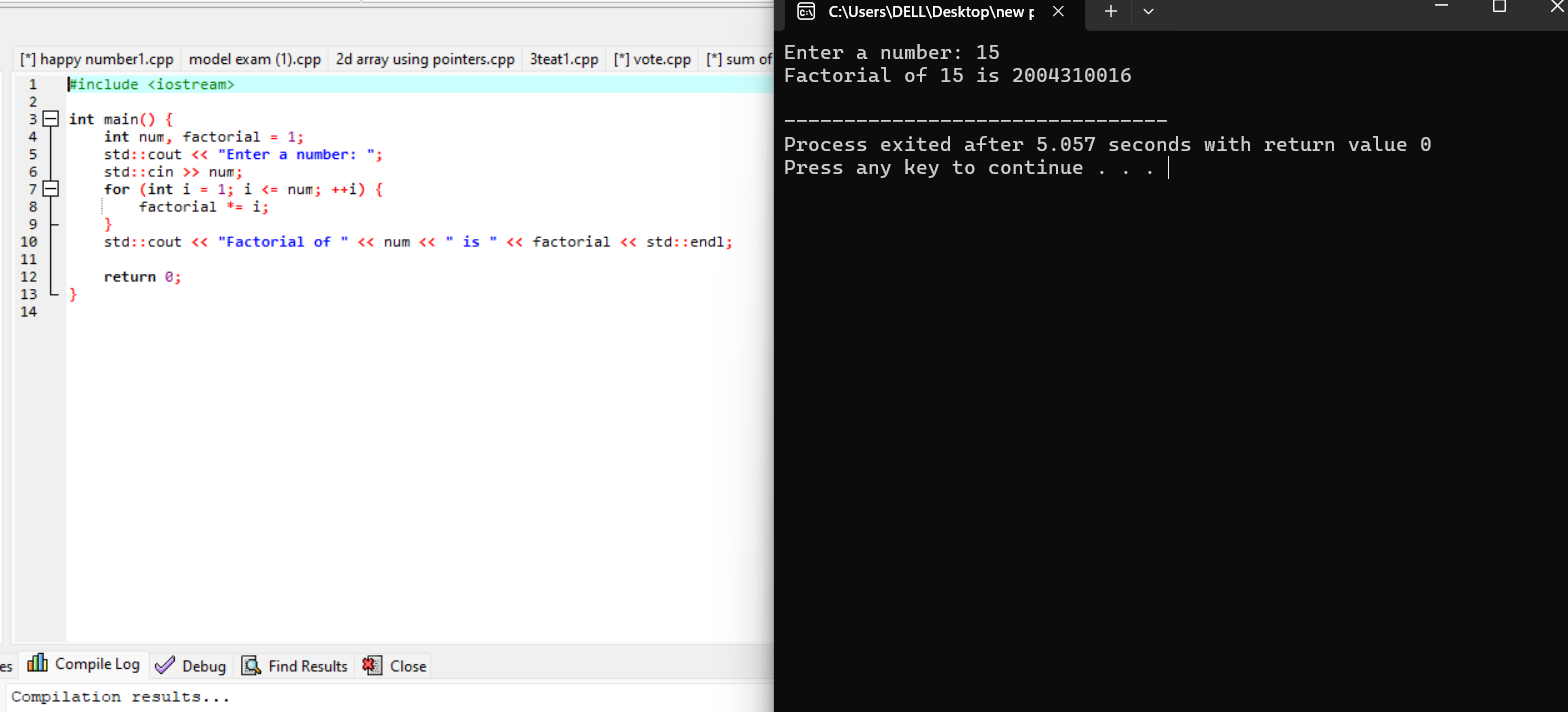 [*] happy number1.cpp model exam (1).cpp 2d array using pointers.cpp 3teat1.cpp [*] vote.cpp [*] sum of
1 #include <iostream>
2
3 int main() {
4 int num, factorial = 1;
5 std::cout << "Enter a number: ";
6 std::cin >> num;
7 for (int i = 1; i <= num; ++i) {
8 factorial *= i;
9 }
10 std::cout << "Factorial of " << num << " is " << factorial << std::endl;
11
12 return 0;
13 }
14
es Compile Log Debug Find Results Close
Compilation results...
C:\Users\DELL\Desktop\new p
Enter a number: 15
Factorial of 15 is 2004310016
--------------------------------
Process exited after 5.057 seconds with return value 0
Press any key to continue . . .